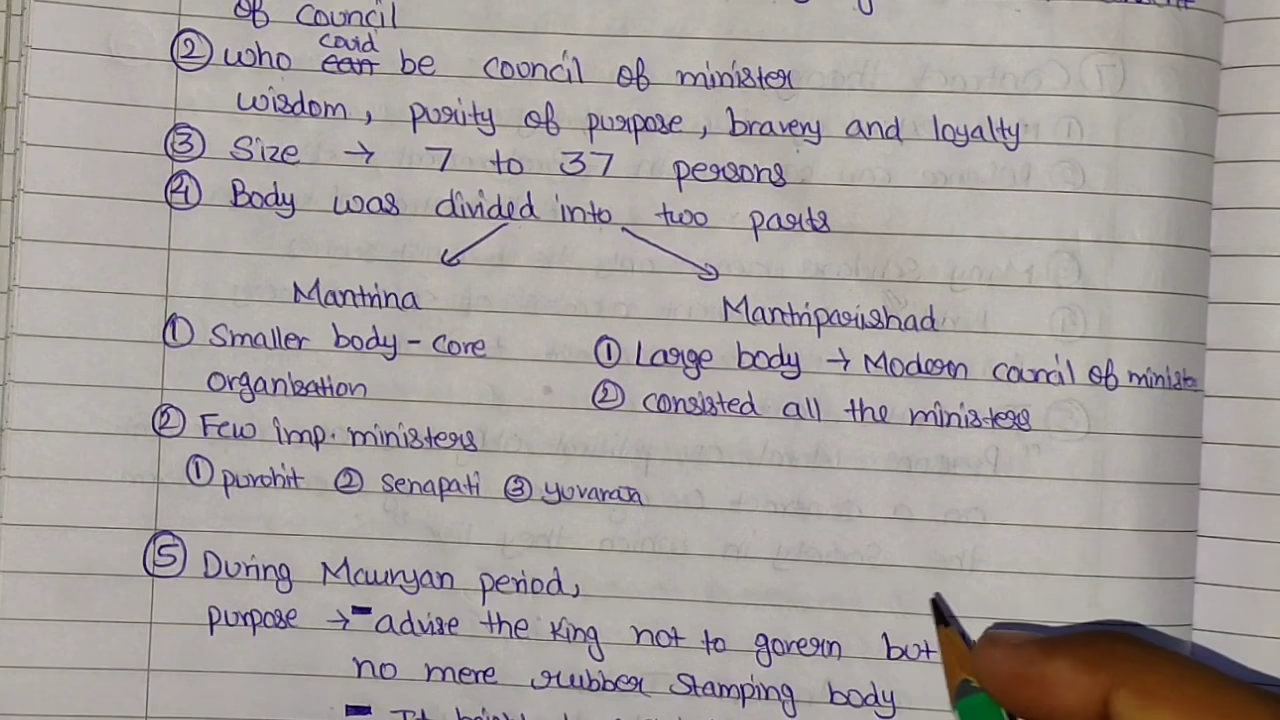 of council
could
② who can be council of minister
wisdom, purity of purpose, bravery and loyalty
③ Size → 7 to 37 persons
④ Body was divided into two parts
Mantrina
Mantriparishad
① Smaller body - core
organisation
② Few imp. ministers
① purohit ② senapati ③ yuvaraj
① Large body → Modern council of ministe
② consisted all the ministers
⑤ During Mauryan period,
purpose → - advise the king not to govern but
no mere rubber stamping body
- It